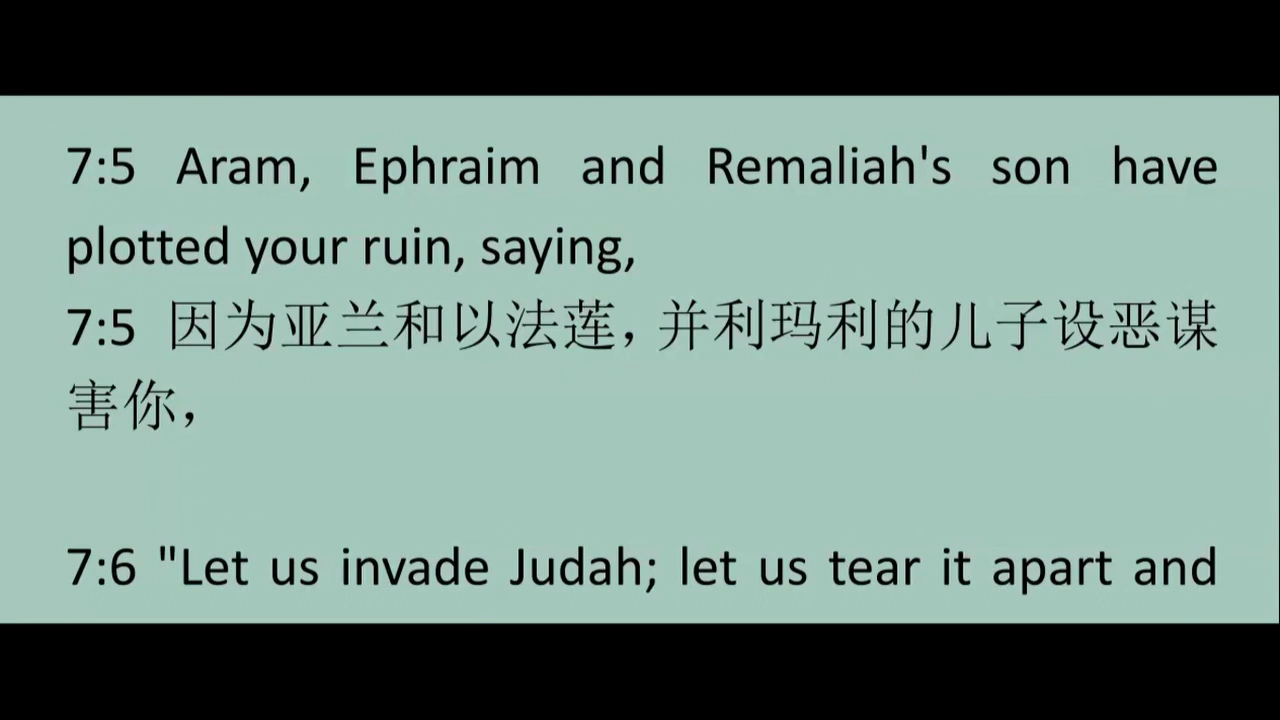 7:5 Aram, Ephraim and Remaliah's son have
plotted your ruin, saying,
7:5 因为亚兰和以法莲，并利玛利的儿子设恶谋
害你，
7:6 "Let us invade Judah; let us tear it apart and